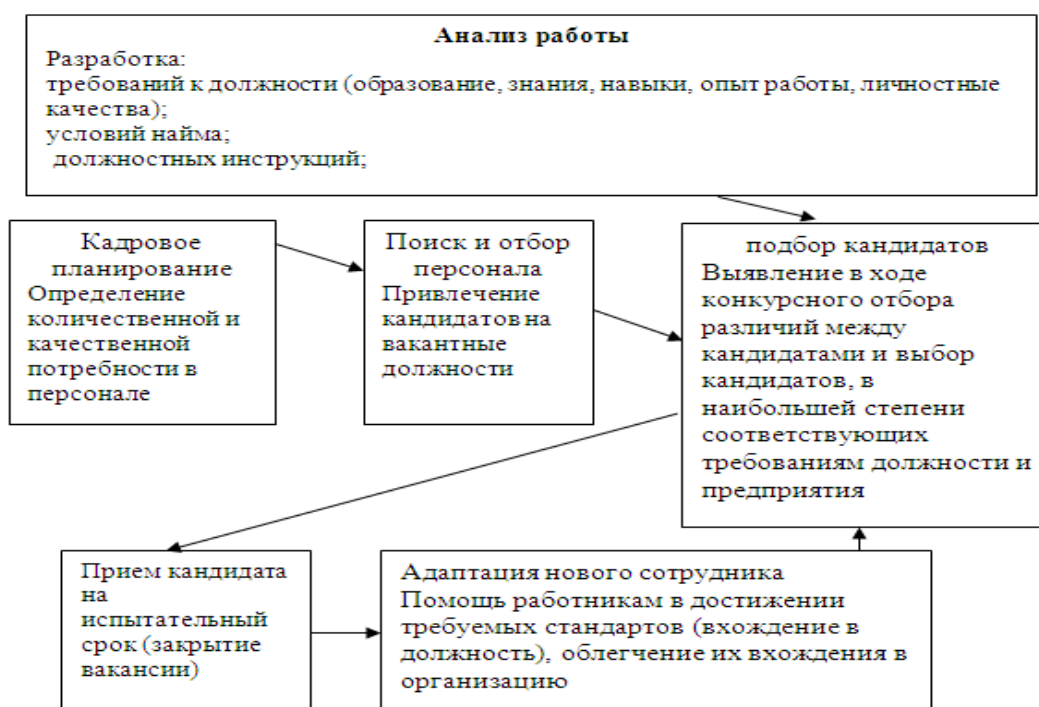 Анализ работы
Разработка:
требований к должности (образование, знания, навыки, опыт работы, личностные
качества);
условий найма;
должностных инструкций;
Кадровое
планирование
Определение
количественной и
качественной
потребности в
персонале
Поиск и отбор
персонала
Привлечение
кандидатов на
вакантные
должности
подбор кандидатов
Выявление в ходе
конкурсного отбора
различий между
кандидатами и выбор
кандидатов, в
наибольшей степени
соответствующих
требованиям должности и
предприятия
Прием кандидата
на
испытательный
срок (закрытие
вакансии)
Адаптация нового сотрудника
Помощь работникам в достижении
требуемых стандартов (вхождение в
должность), облегчение их вхождения в
организацию